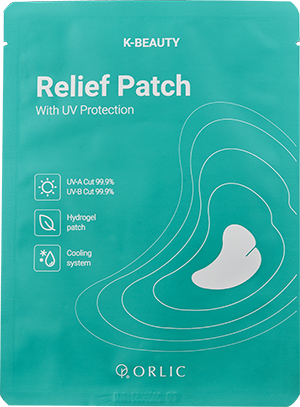 K-BEAUTY
Relief Patch
With UV Protection
UV-A Cut 99.9%
UV-B Cut 99.9%
Hydrogel
patch
Cooling
system
ORLIC